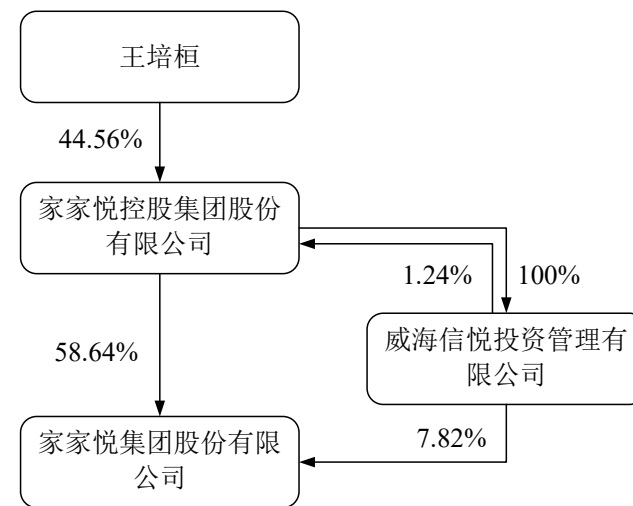 王培桓
44.56%
家家悦控股集团股份
有限公司
1.24%
100%
58.64%
威海信悦投资管理有
限公司
家家悦集团股份有限
公司
7.82%